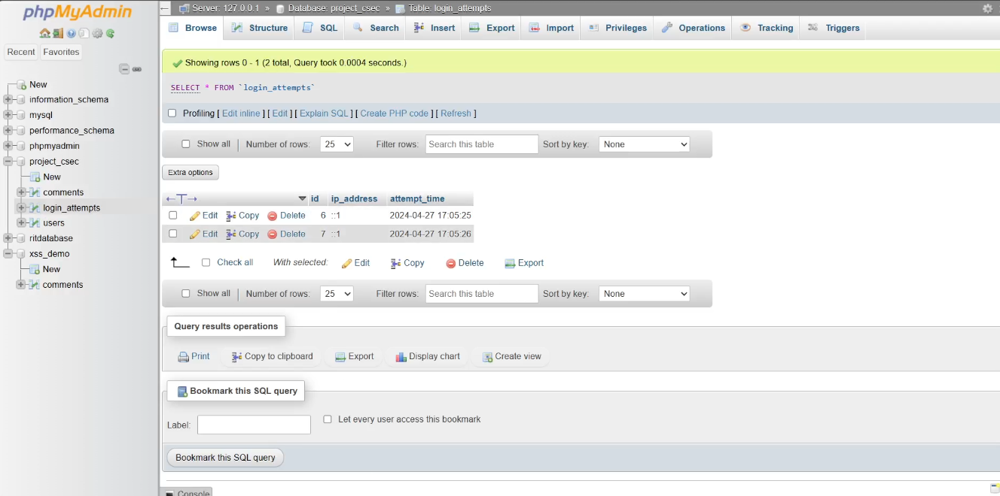 phpMyAdmin
Recent Favorites
New
information_schema
mysql
performance_schema
phpmyadmin
project_csec
New
comments
login_attempts
users
ritdatabase
xss_demo
New
comments
Server: 127.0.0.1 » Database: project_csec » Table: login_attempts
Browse Structure SQL Search Insert Export Import Privileges Operations Tracking Triggers
Showing rows 0 - 1 (2 total, Query took 0.0004 seconds.)
SELECT * FROM `login_attempts`
Profiling [ Edit inline ] [ Edit ] [ Explain SQL ] [ Create PHP code ] [ Refresh ]
Show all Number of rows: 25 Filter rows: Search this table Sort by key: None
Extra options
id ip_address attempt_time
Edit Copy Delete 6 ::1 2024-04-27 17:05:25
Edit Copy Delete 7 ::1 2024-04-27 17:05:26
Check all With selected: Edit Copy Delete Export
Show all Number of rows: 25 Filter rows: Search this table Sort by key: None
Query results operations
Print Copy to clipboard Export Display chart Create view
Bookmark this SQL query
Label: Let every user access this bookmark
Bookmark this SQL query
Console